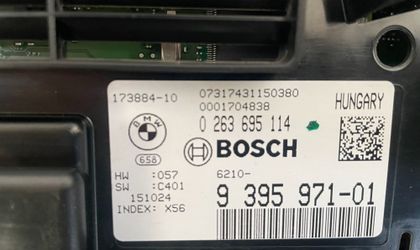 173884-10 07317431150380 HUNGARY
0001704838
BMW 0 263 695 114
658 BOSCH
HW :057 6210-
SW :C401 9 395 971-01
151024
INDEX: X56